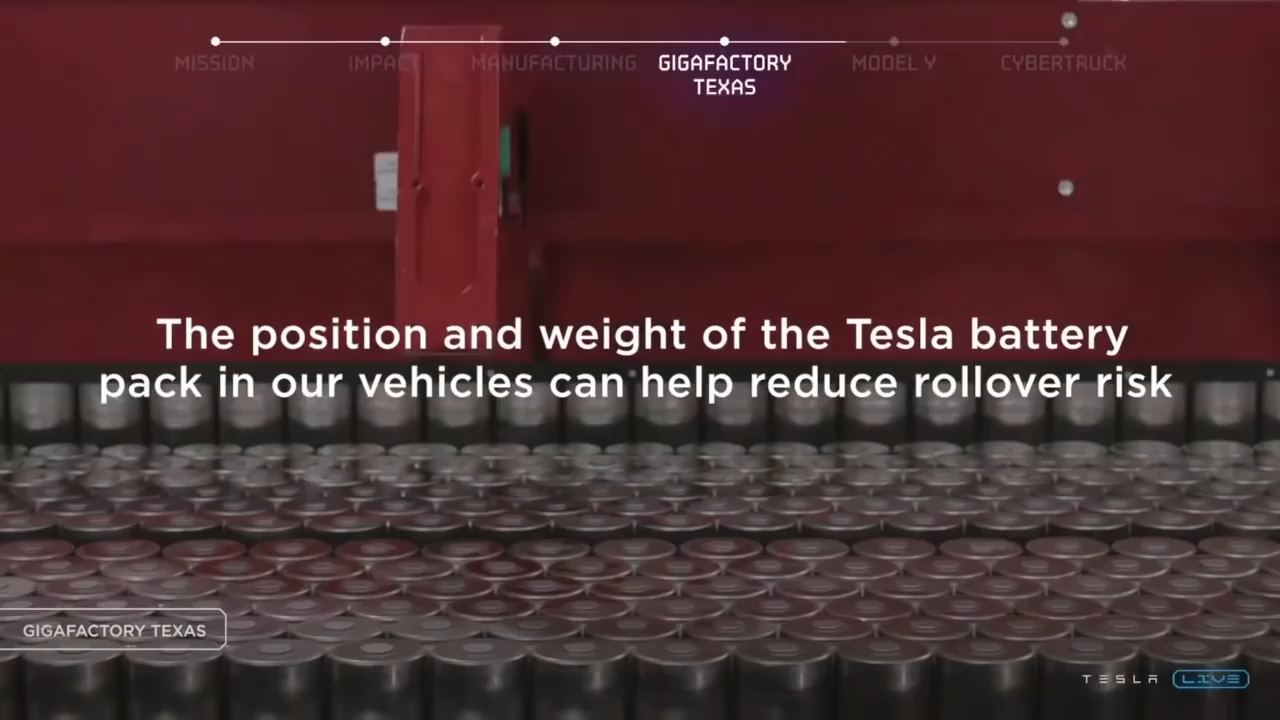 MISSION
IMPACT
MANUFACTURING
GIGAFACTORY
TEXAS
MODEL Y
CYBERTRUCK
The position and weight of the Tesla battery
pack in our vehicles can help reduce rollover risk
GIGAFACTORY TEXAS
TESLA LIVE